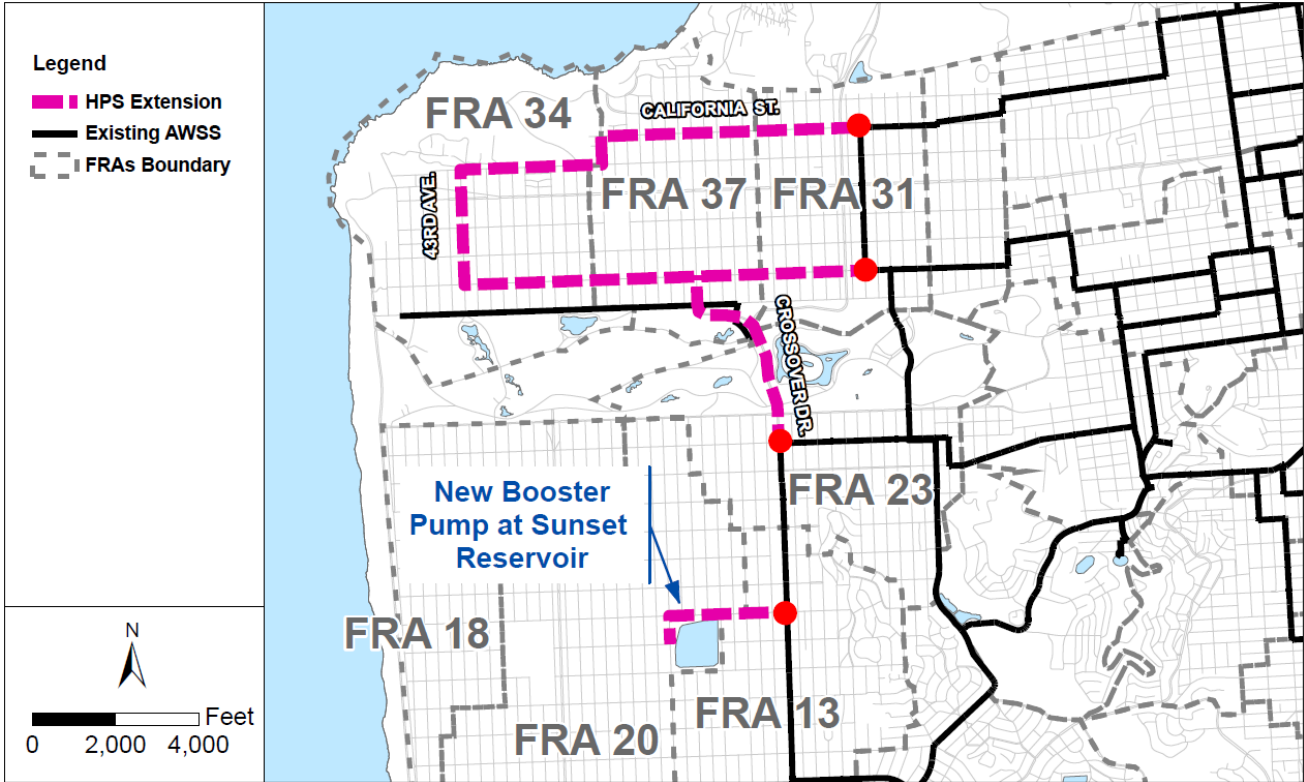 Legend
HPS Extension
Existing AWSS
FRAs Boundary
N
Feet
0 2,000 4,000
CALIFORNIA ST.
FRA 34
FRA 37
FRA 31
43RD AVE.
CROSSOVER DR.
FRA 23
New Booster
Pump at Sunset
Reservoir
FRA 18
FRA 13
FRA 20